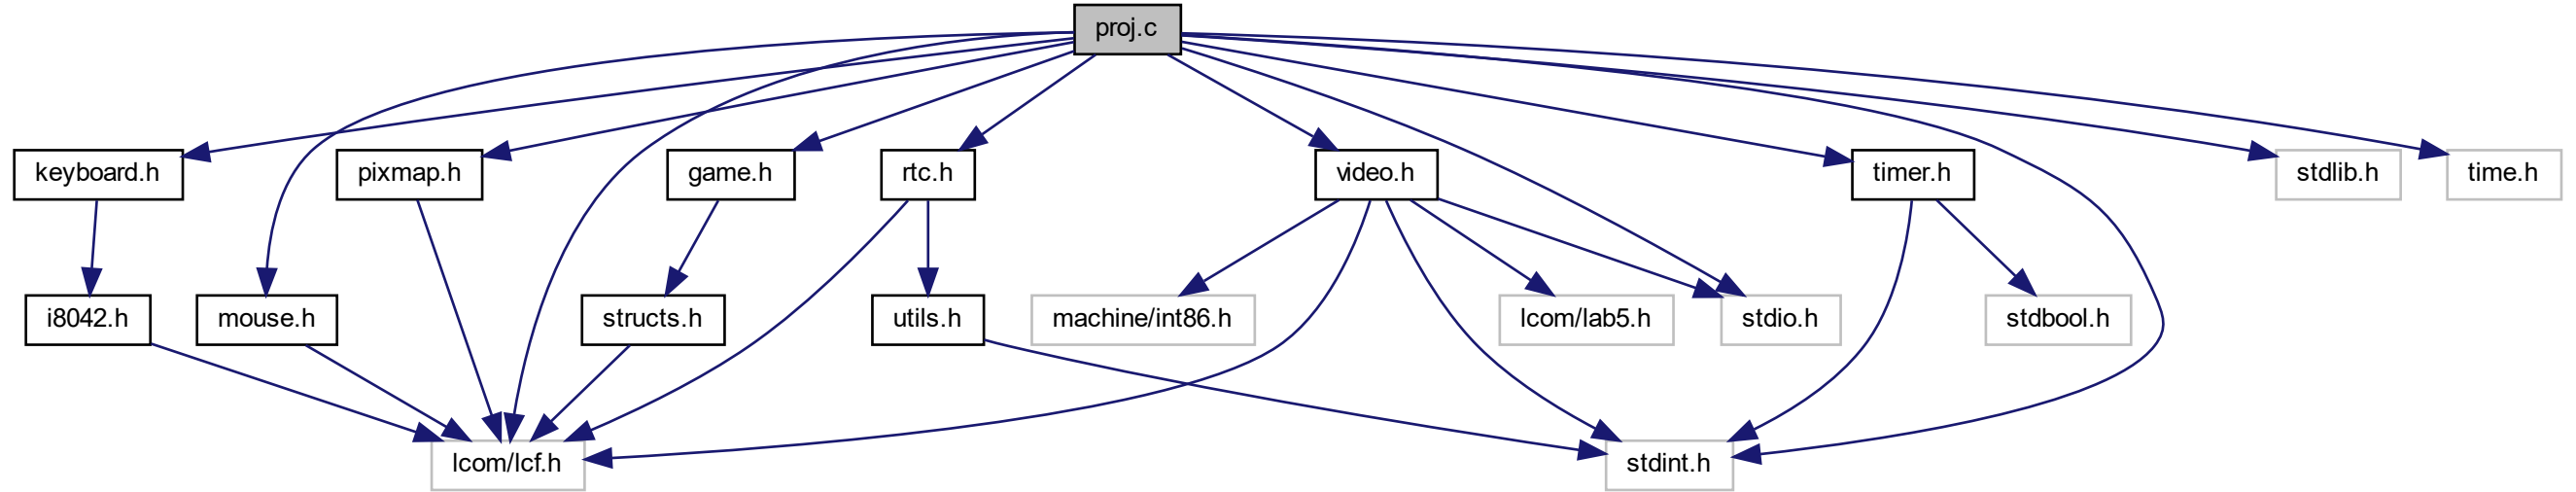 proj.c
keyboard.h
pixmap.h
game.h
rtc.h
video.h
timer.h
stdlib.h
time.h
i8042.h
mouse.h
structs.h
utils.h
machine/int86.h
lcom/lab5.h
stdio.h
stdbool.h
lcom/lcf.h
stdint.h